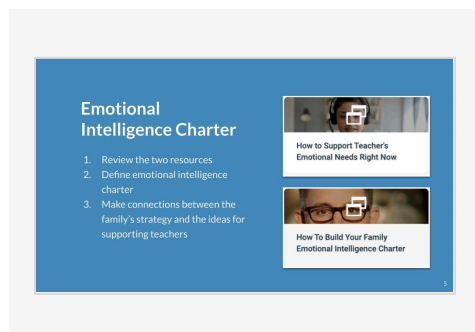 Emotional
Intelligence Charter
1. Review the two resources
2. Define emotional intelligence
charter
3. Make connections between the
family's strategy and the ideas for
supporting teachers
How to Support Teacher's
Emotional Needs Right Now
How To Build Your Family
Emotional Intelligence Charter
5